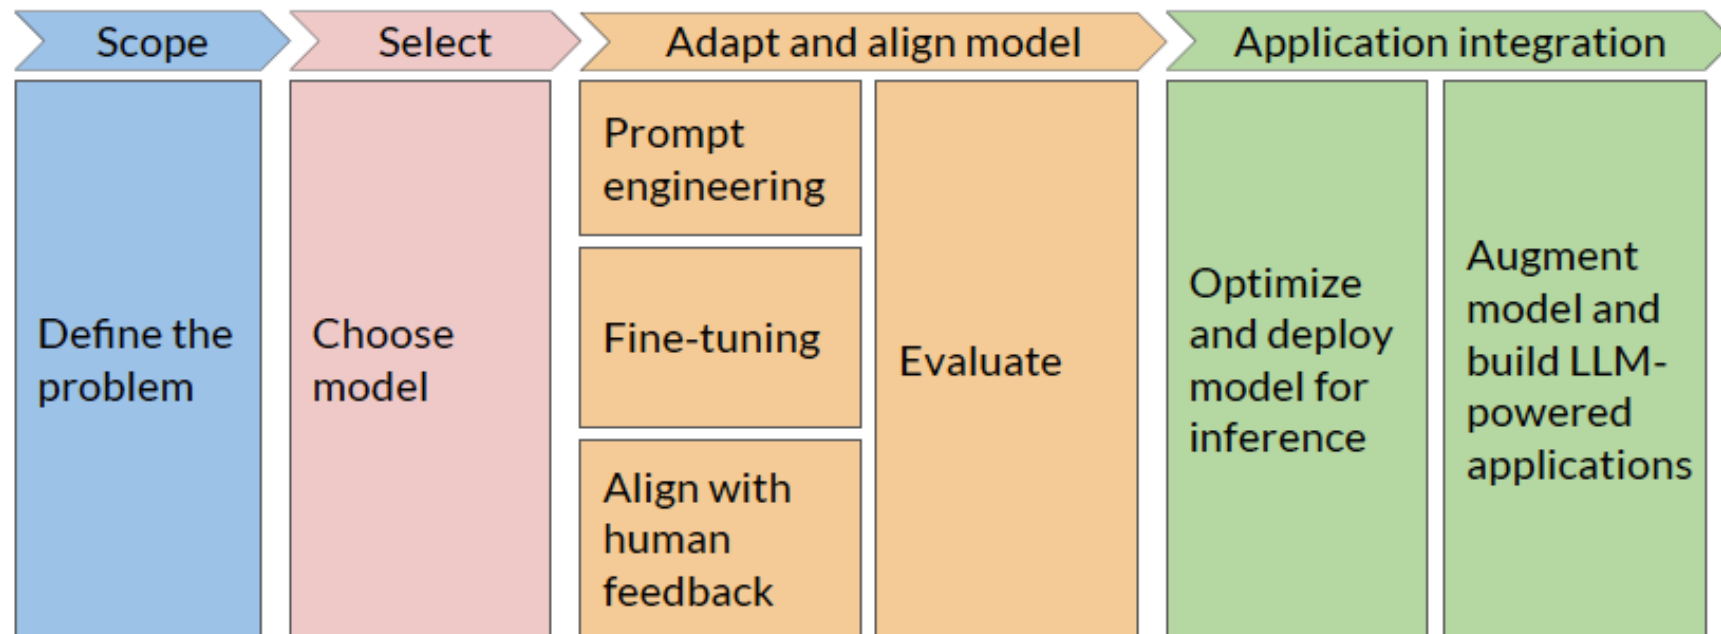 Scope
Select
Adapt and align model
Application integration
Define the
problem
Choose
model
Prompt
engineering
Fine-tuning
Align with
human
feedback
Evaluate
Optimize
and deploy
model for
inference
Augment
model and
build LLM-
powered
applications